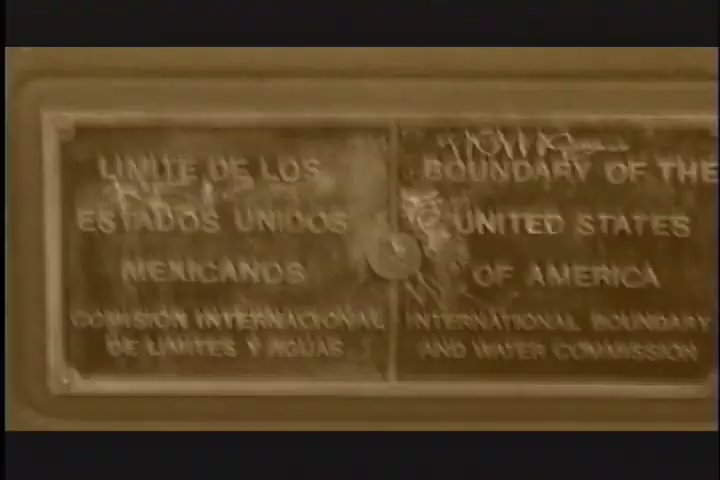 LIMITE DE LOS
ESTADOS UNIDOS
MEXICANOS
COMISION INTERNACIONAL
DE LIMITES Y AGUAS
BOUNDARY OF THE
UNITED STATES
OF AMERICA
INTERNATIONAL BOUNDARY
AND WATER COMMISSION